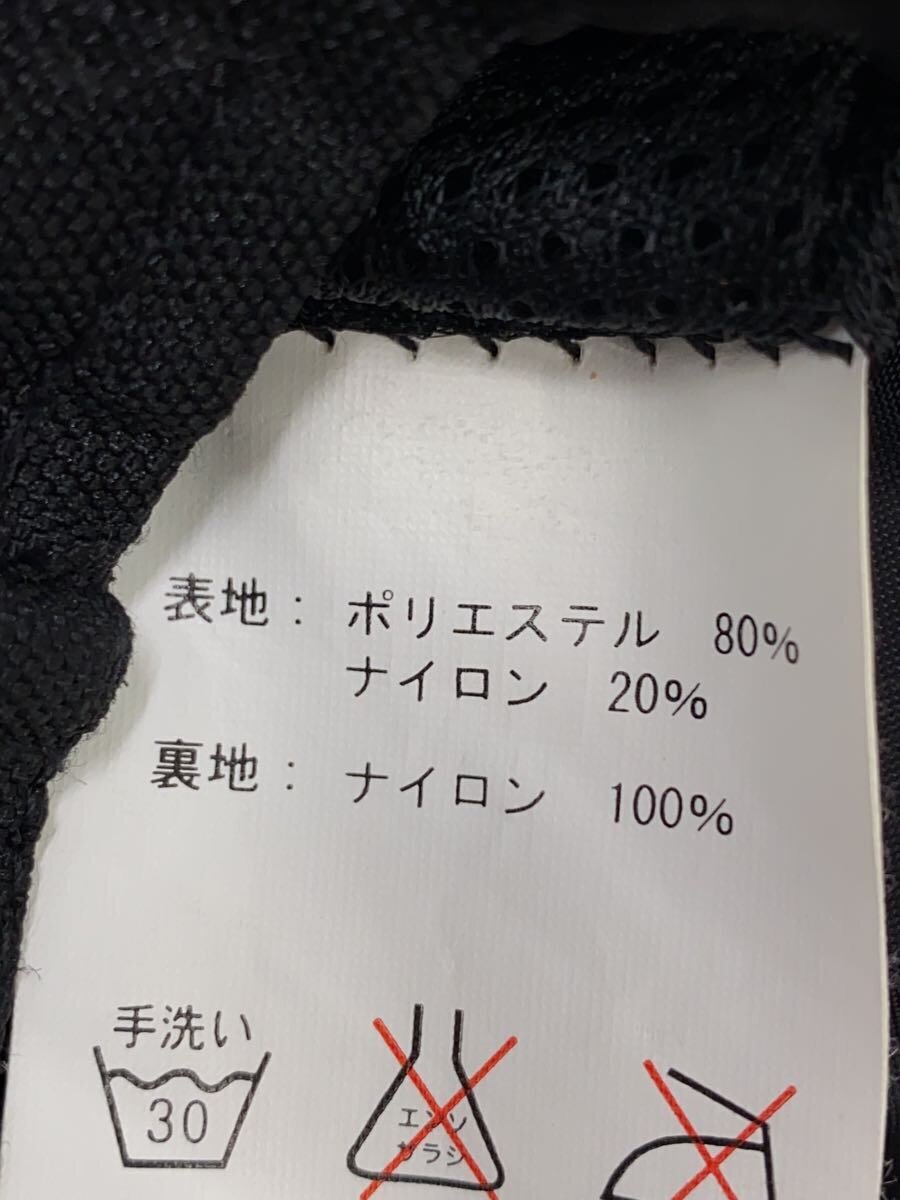 表地： ポリエステル 80%
ナイロン 20%
裏地： ナイロン 100%
手洗い
30
エンソ
サラシ